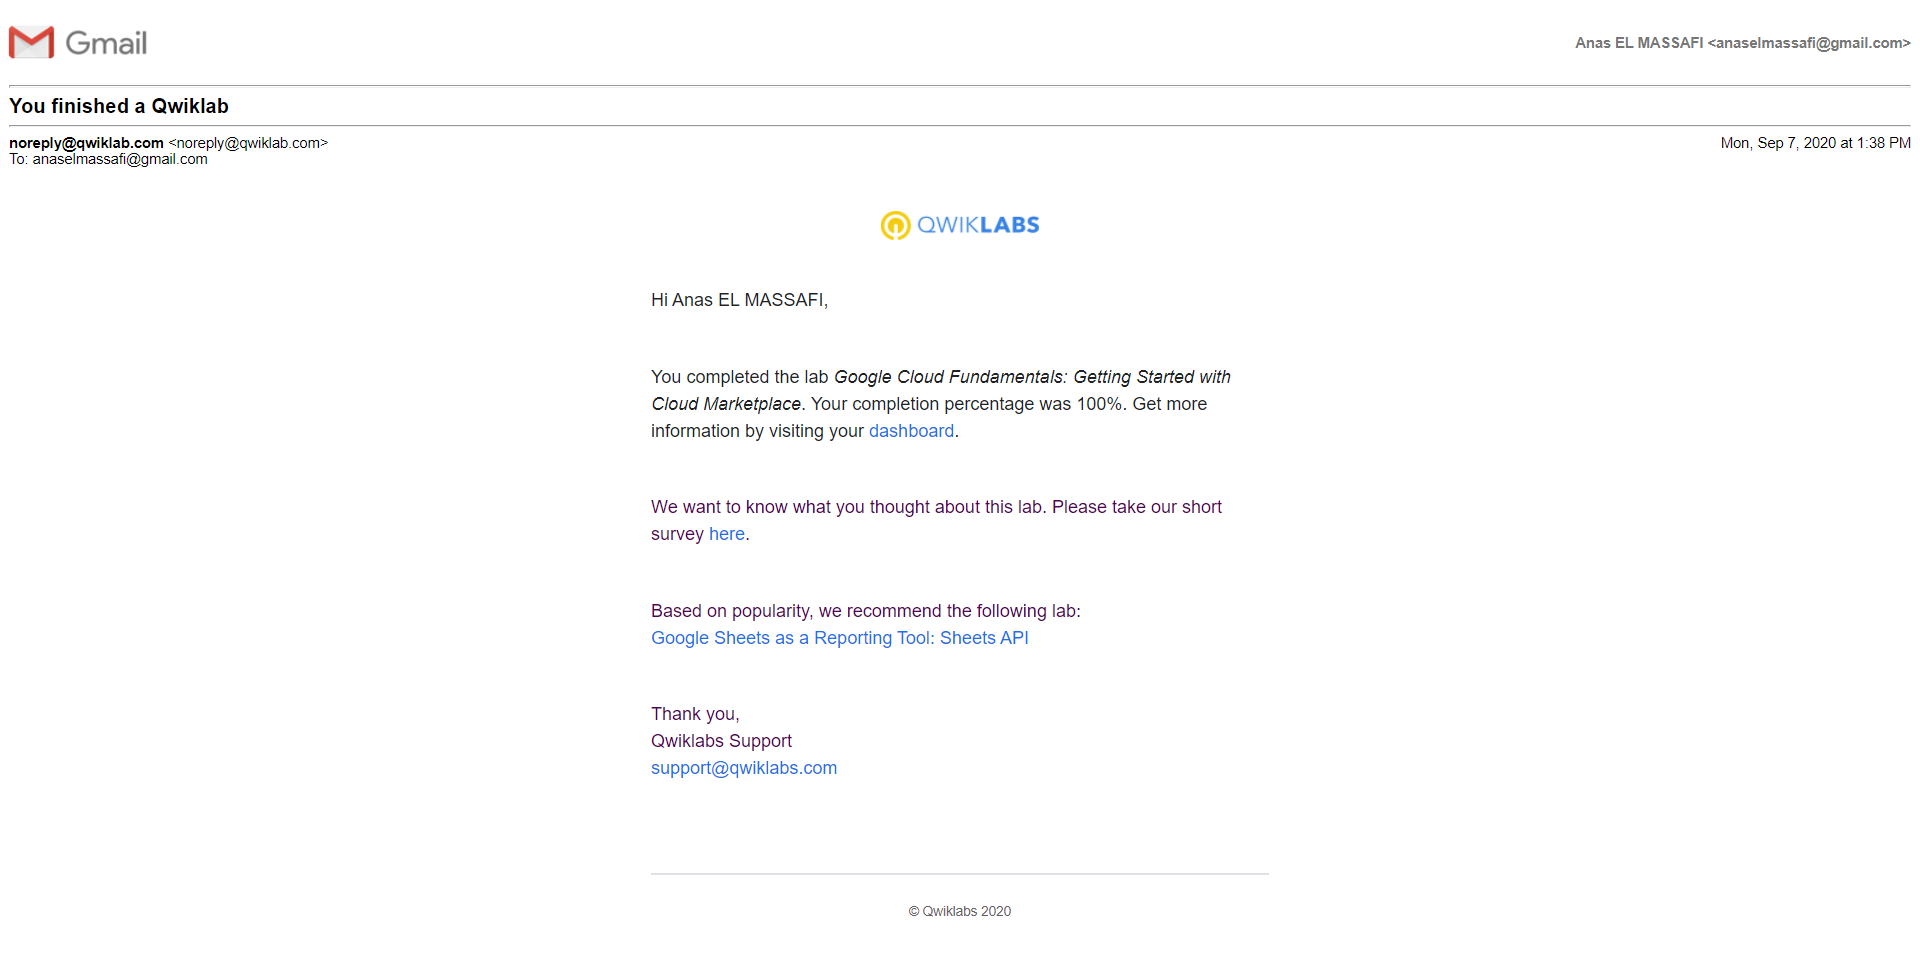 Gmail
Anas EL MASSAFI <anaselmassafi@gmail.com>
You finished a Qwiklab
noreply@qwiklab.com <noreply@qwiklab.com>
Mon, Sep 7, 2020 at 1:38 PM
To: anaselmassafi@gmail.com
QWIKLABS
Hi Anas EL MASSAFI,
You completed the lab Google Cloud Fundamentals: Getting Started with
Cloud Marketplace. Your completion percentage was 100%. Get more
information by visiting your dashboard.
We want to know what you thought about this lab. Please take our short
survey here.
Based on popularity, we recommend the following lab:
Google Sheets as a Reporting Tool: Sheets API
Thank you,
Qwiklabs Support
support@qwiklabs.com
© Qwiklabs 2020